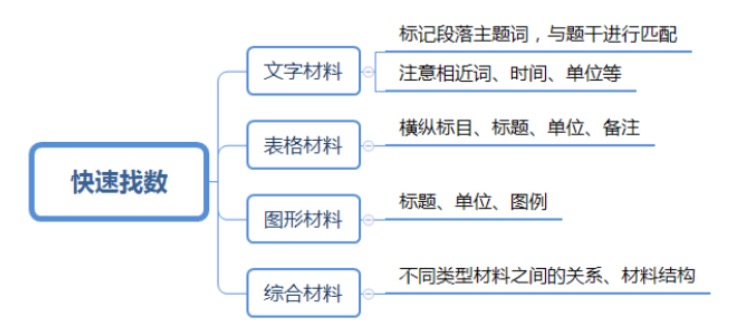 快速找数
文字材料
标记段落主题词，与题干进行匹配
注意相近词、时间、单位等
表格材料
横纵标目、标题、单位、备注
图形材料
标题、单位、图例
综合材料
不同类型材料之间的关系、材料结构